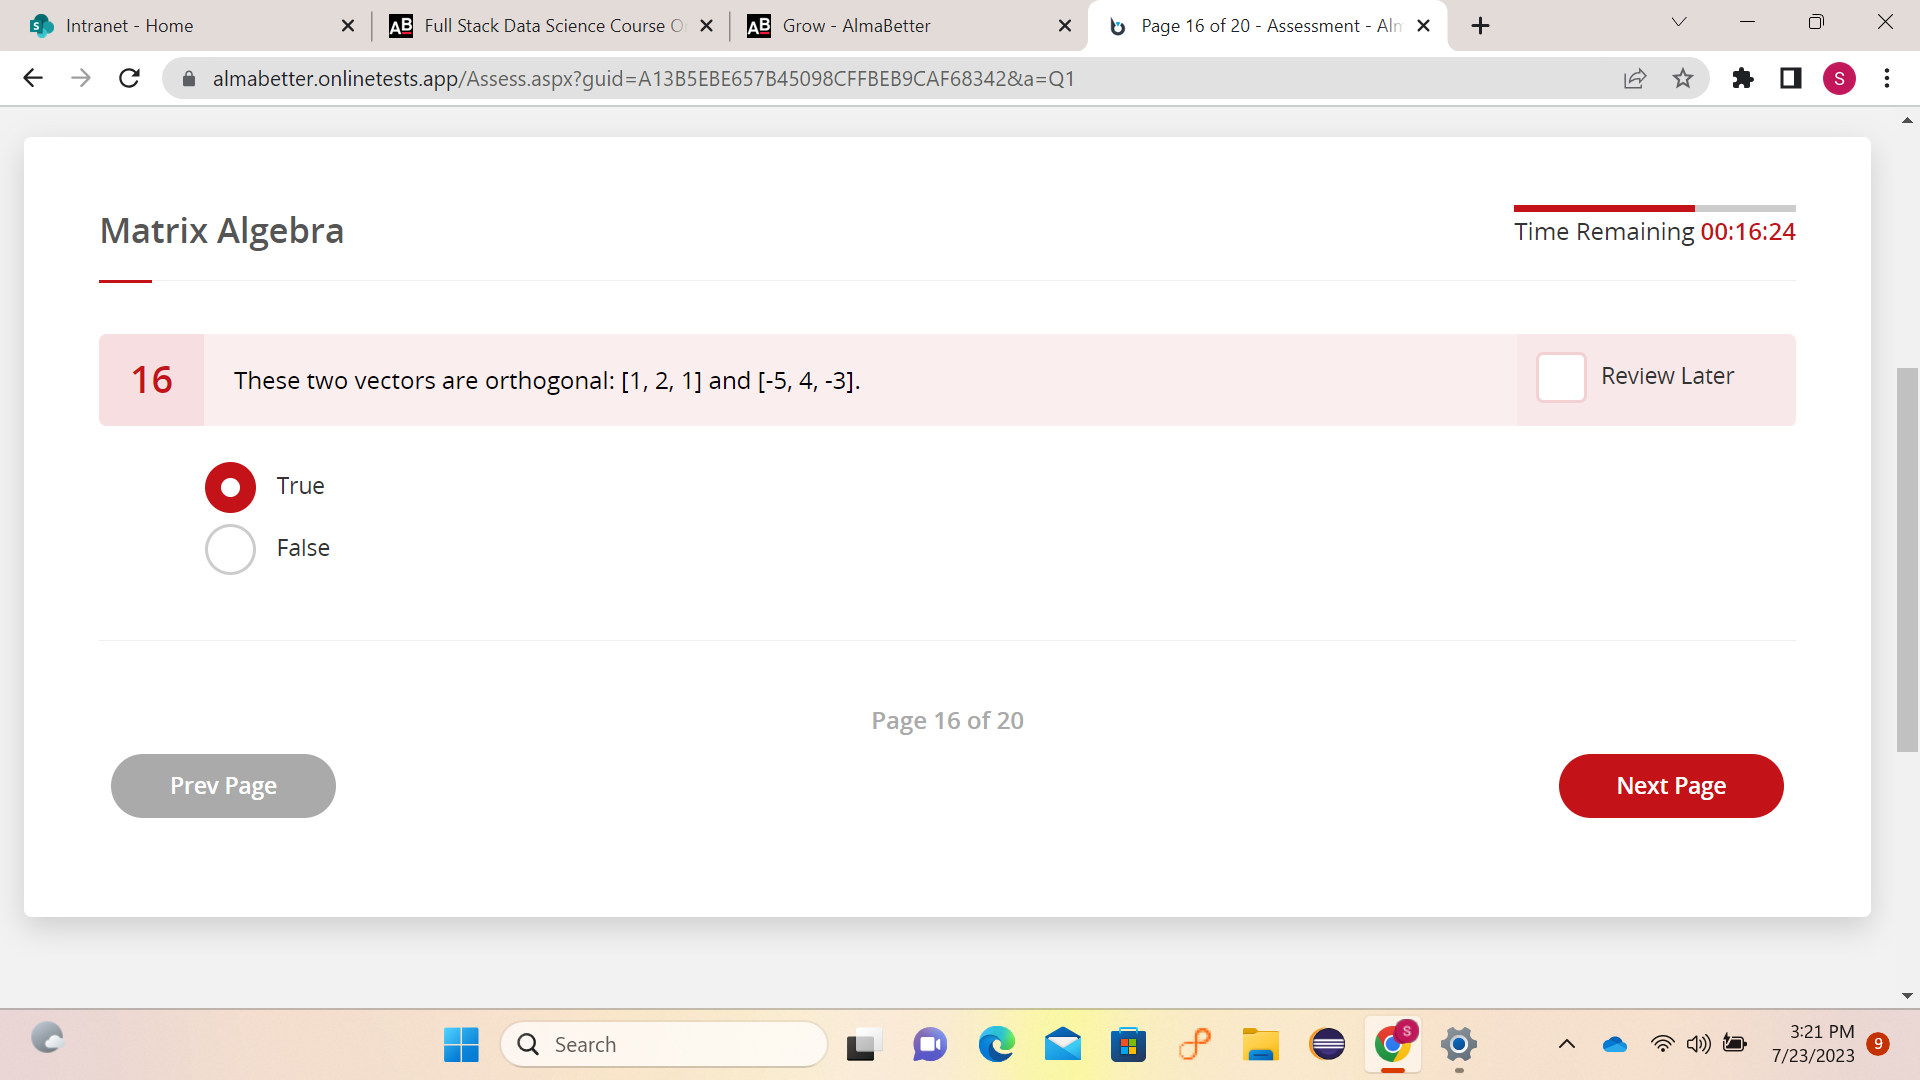 Intranet - Home
AB Full Stack Data Science Course O
AB Grow - AlmaBetter
Page 16 of 20 - Assessment - Alm
almabetter.onlinetests.app/Assess.aspx?guid=A13B5EBE657B45098CFFBEB9CAF68342&a=Q1
S
Matrix Algebra
Time Remaining 00:16:24
16
These two vectors are orthogonal: [1, 2, 1] and [-5, 4, -3].
Review Later
True
False
Page 16 of 20
Prev Page
Next Page
Search
S
3:21 PM
7/23/2023
9